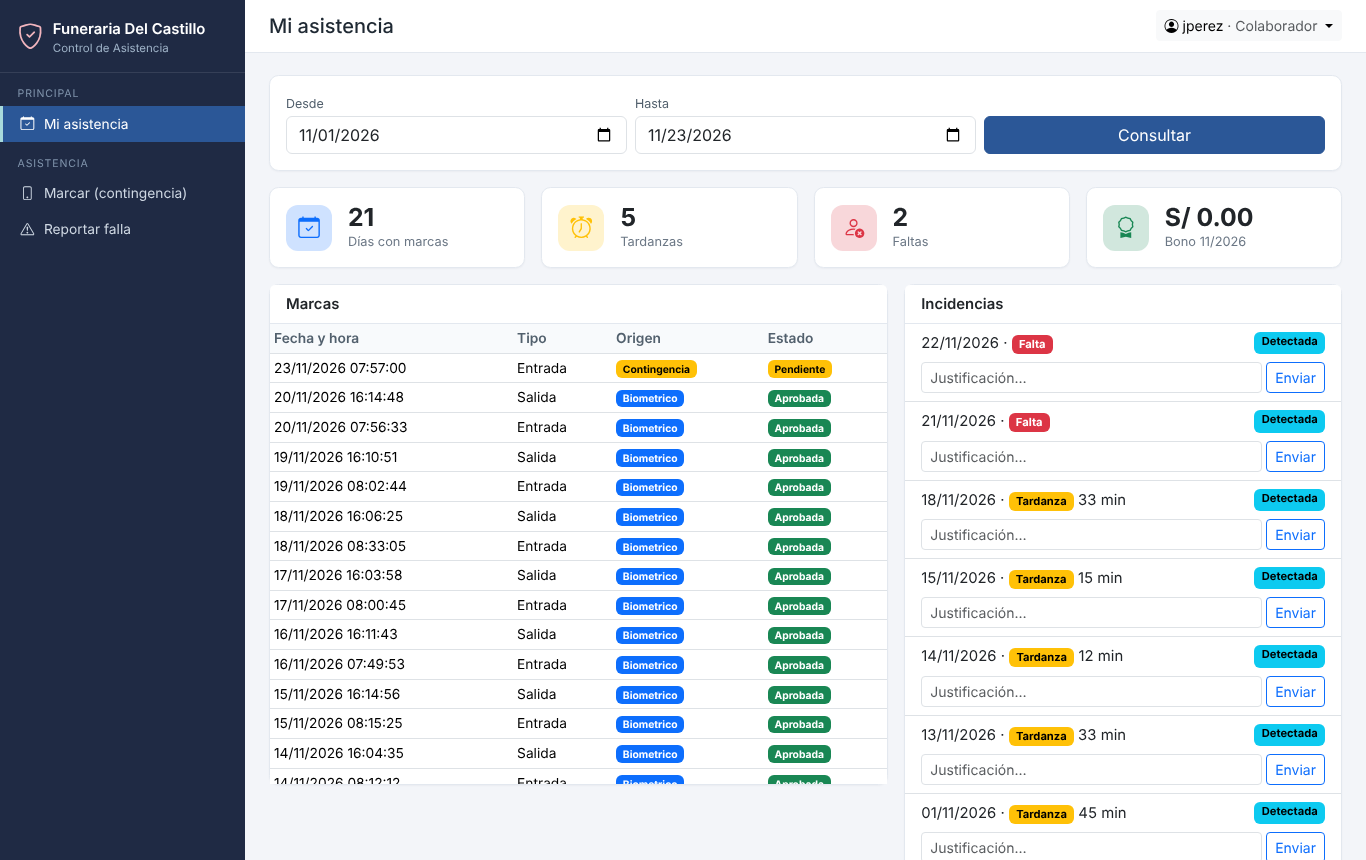 Funeraria Del Castillo
Control de Asistencia
PRINCIPAL
Mi asistencia
ASISTENCIA
Marcar (contingencia)
Reportar falla
Mi asistencia
jperez · Colaborador
Desde
Hasta
11/01/2026
11/23/2026
Consultar
21
Días con marcas
5
Tardanzas
2
Faltas
S/ 0.00
Bono 11/2026
Marcas
Fecha y hora Tipo Origen Estado
23/11/2026 07:57:00 Entrada Contingencia Pendiente
20/11/2026 16:14:48 Salida Biometrico Aprobada
20/11/2026 07:56:33 Entrada Biometrico Aprobada
19/11/2026 16:10:51 Salida Biometrico Aprobada
19/11/2026 08:02:44 Entrada Biometrico Aprobada
18/11/2026 16:06:25 Salida Biometrico Aprobada
18/11/2026 08:33:05 Entrada Biometrico Aprobada
17/11/2026 16:03:58 Salida Biometrico Aprobada
17/11/2026 08:00:45 Entrada Biometrico Aprobada
16/11/2026 16:11:43 Salida Biometrico Aprobada
16/11/2026 07:49:53 Entrada Biometrico Aprobada
15/11/2026 16:14:56 Salida Biometrico Aprobada
15/11/2026 08:15:25 Entrada Biometrico Aprobada
14/11/2026 16:04:35 Salida Biometrico Aprobada
14/11/2026 08:12:12 Entrada Biometrico Aprobada
Incidencias
22/11/2026 · Falta Detectada
Justificación... Enviar
21/11/2026 · Falta Detectada
Justificación... Enviar
18/11/2026 · Tardanza 33 min Detectada
Justificación... Enviar
15/11/2026 · Tardanza 15 min Detectada
Justificación... Enviar
14/11/2026 · Tardanza 12 min Detectada
Justificación... Enviar
13/11/2026 · Tardanza 33 min Detectada
Justificación... Enviar
01/11/2026 · Tardanza 45 min Detectada
Justificación... Enviar